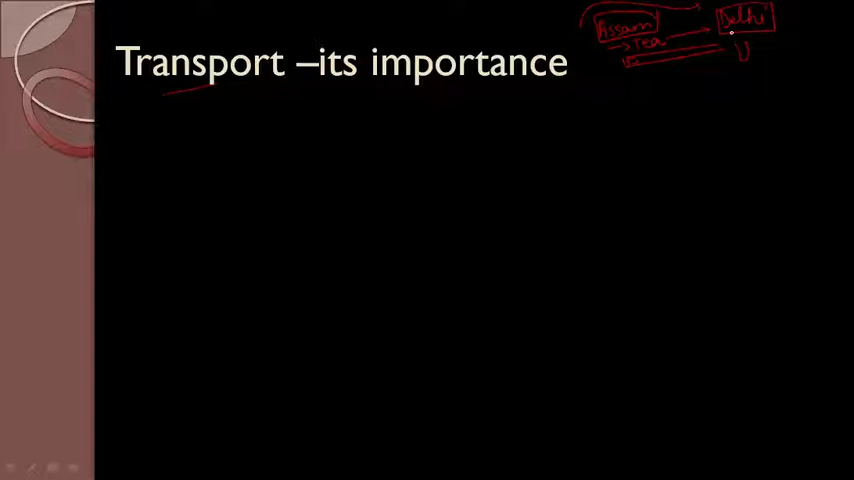 Transport –its importance
Assam
Delhi
Tea